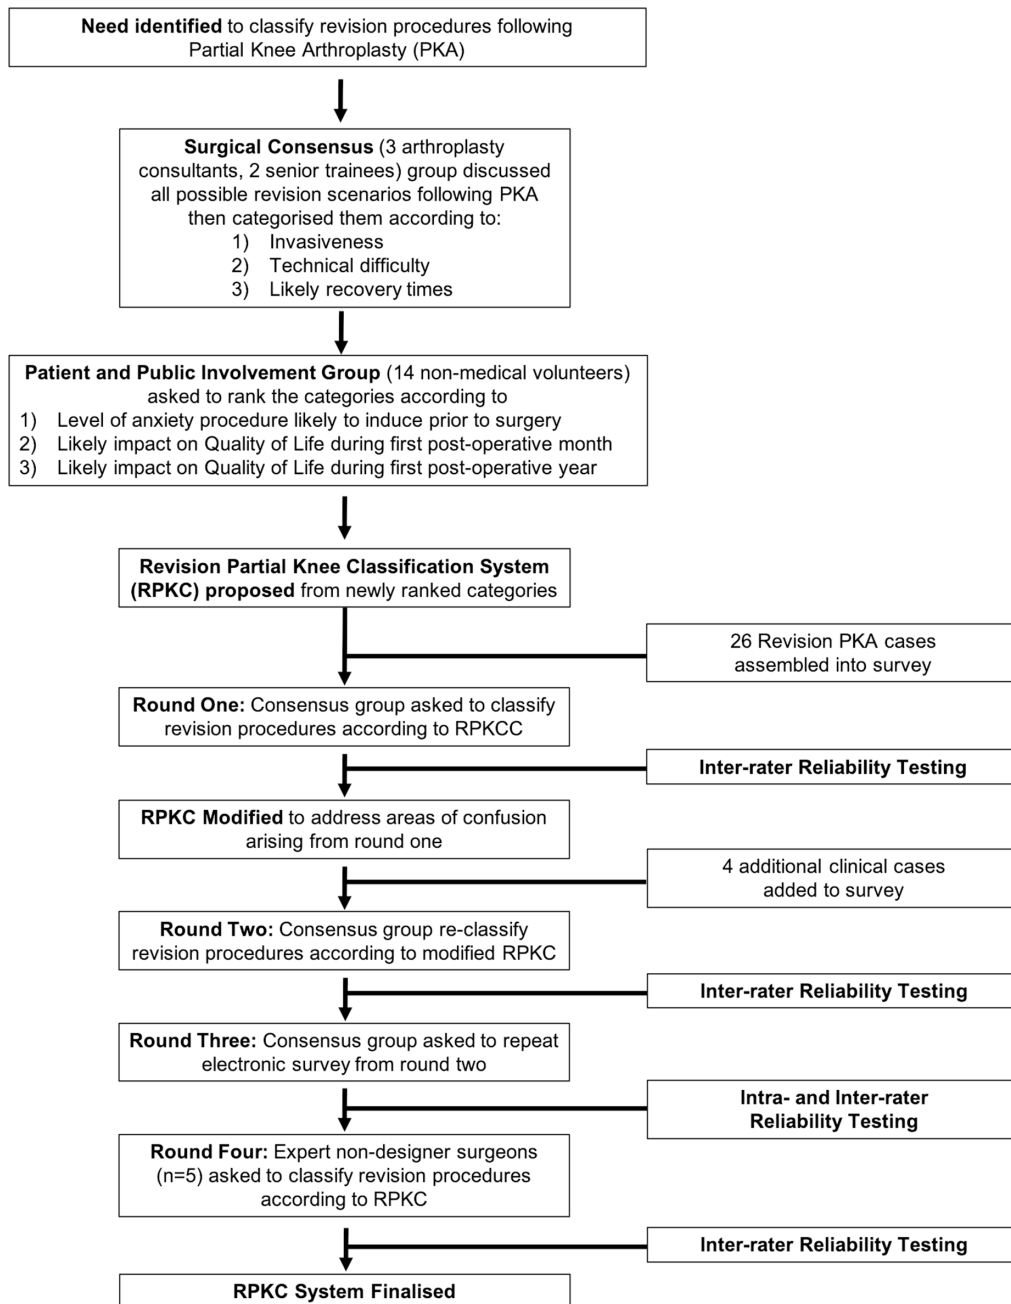 Need identified to classify revision procedures following
Partial Knee Arthroplasty (PKA)
Surgical Consensus (3 arthroplasty
consultants, 2 senior trainees) group discussed
all possible revision scenarios following PKA
then categorised them according to:
1) Invasiveness
2) Technical difficulty
3) Likely recovery times
Patient and Public Involvement Group (14 non-medical volunteers)
asked to rank the categories according to
1) Level of anxiety procedure likely to induce prior to surgery
2) Likely impact on Quality of Life during first post-operative month
3) Likely impact on Quality of Life during first post-operative year
Revision Partial Knee Classification System
(RPKC) proposed from newly ranked categories
26 Revision PKA cases
assembled into survey
Round One: Consensus group asked to classify
revision procedures according to RPKCC
Inter-rater Reliability Testing
RPKC Modified to address areas of confusion
arising from round one
4 additional clinical cases
added to survey
Round Two: Consensus group re-classify
revision procedures according to modified RPKC
Inter-rater Reliability Testing
Round Three: Consensus group asked to repeat
electronic survey from round two
Intra- and Inter-rater
Reliability Testing
Round Four: Expert non-designer surgeons
(n=5) asked to classify revision procedures
according to RPKC
Inter-rater Reliability Testing
RPKC System Finalised